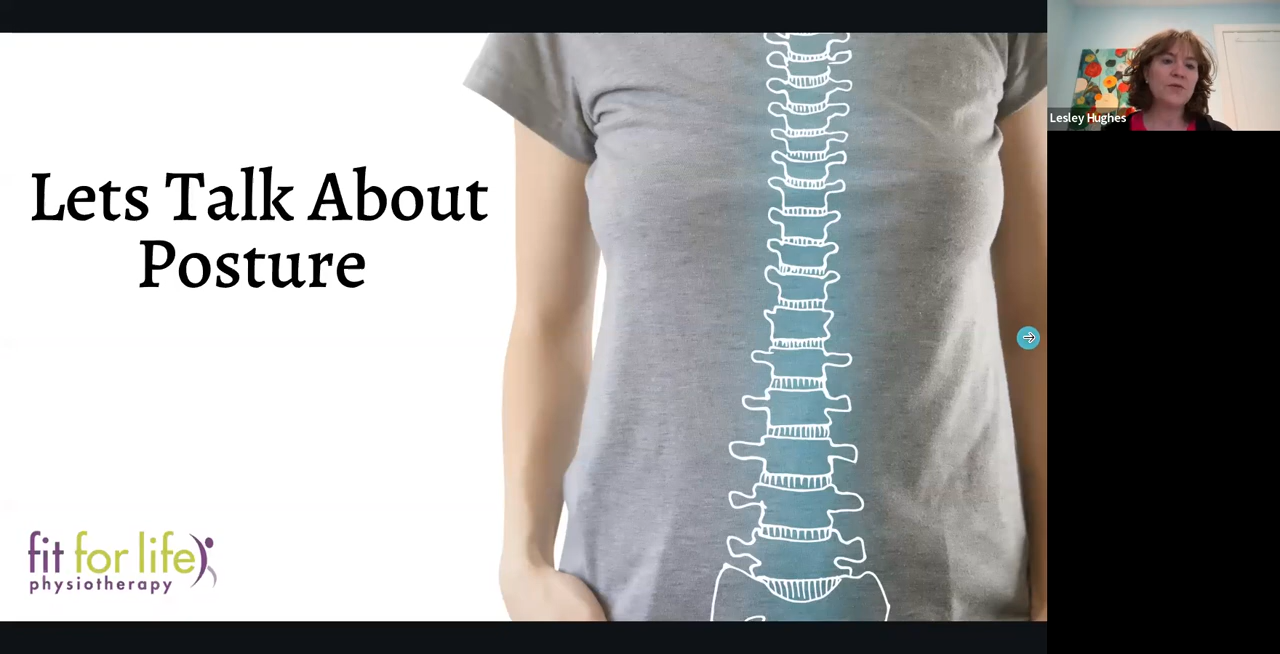 Lets Talk About
Posture
fit for life
physiotherapy
Lesley Hughes